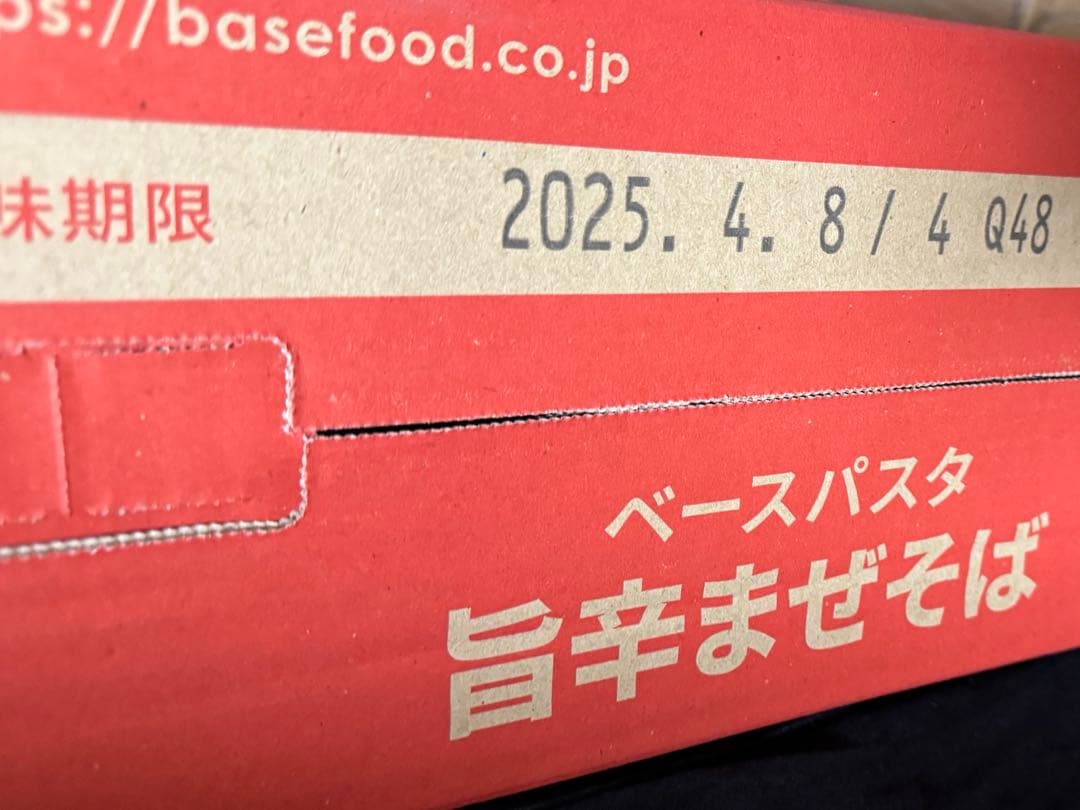 ps://basefood.co.jp
味期限 2025. 4. 8 / 4 Q48
ベースパスタ
旨辛まぜそば